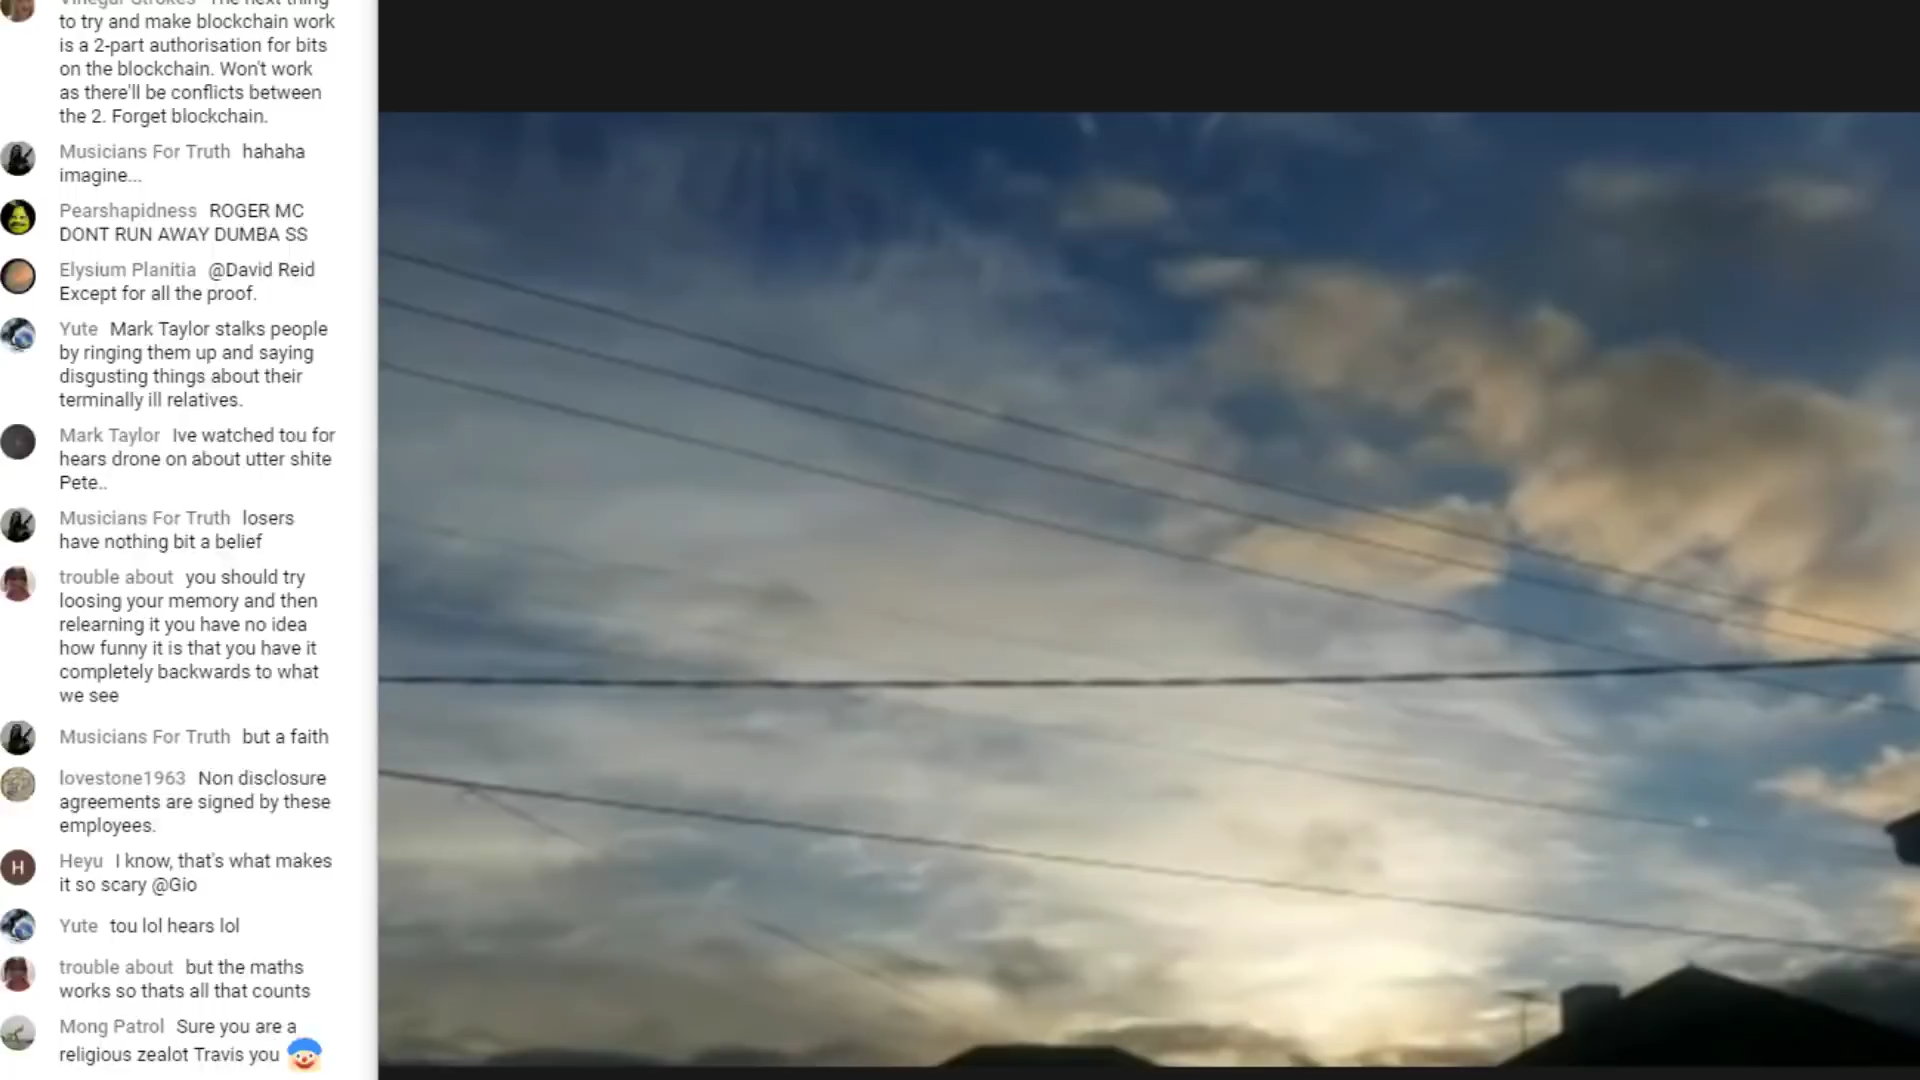 Vinegar Strokes The next thing
to try and make blockchain work
is a 2-part authorisation for bits
on the blockchain. Won't work
as there'll be conflicts between
the 2. Forget blockchain.
Musicians For Truth hahaha
imagine...
Pearshapidness ROGER MC
DONT RUN AWAY DUMBA SS
Elysium Planitia @David Reid
Except for all the proof.
Yute Mark Taylor stalks people
by ringing them up and saying
disgusting things about their
terminally ill relatives.
Mark Taylor Ive watched tou for
hears drone on about utter shite
Pete..
Musicians For Truth losers
have nothing bit a belief
trouble about you should try
loosing your memory and then
relearning it you have no idea
how funny it is that you have it
completely backwards to what
we see
Musicians For Truth but a faith
lovestone1963 Non disclosure
agreements are signed by these
employees.
H Heyu I know, that's what makes
it so scary @Gio
Yute tou lol hears lol
trouble about but the maths
works so thats all that counts
Mong Patrol Sure you are a
religious zealot Travis you